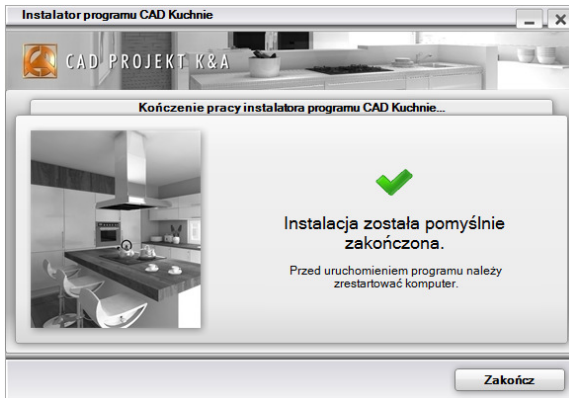 Instalator programu CAD Kuchnie
CAD PROJEKT K&A
Kończenie pracy instalatora programu CAD Kuchnie...
Instalacja została pomyślnie
zakończona.
Przed uruchomieniem programu należy
zrestartować komputer.
Zakończ